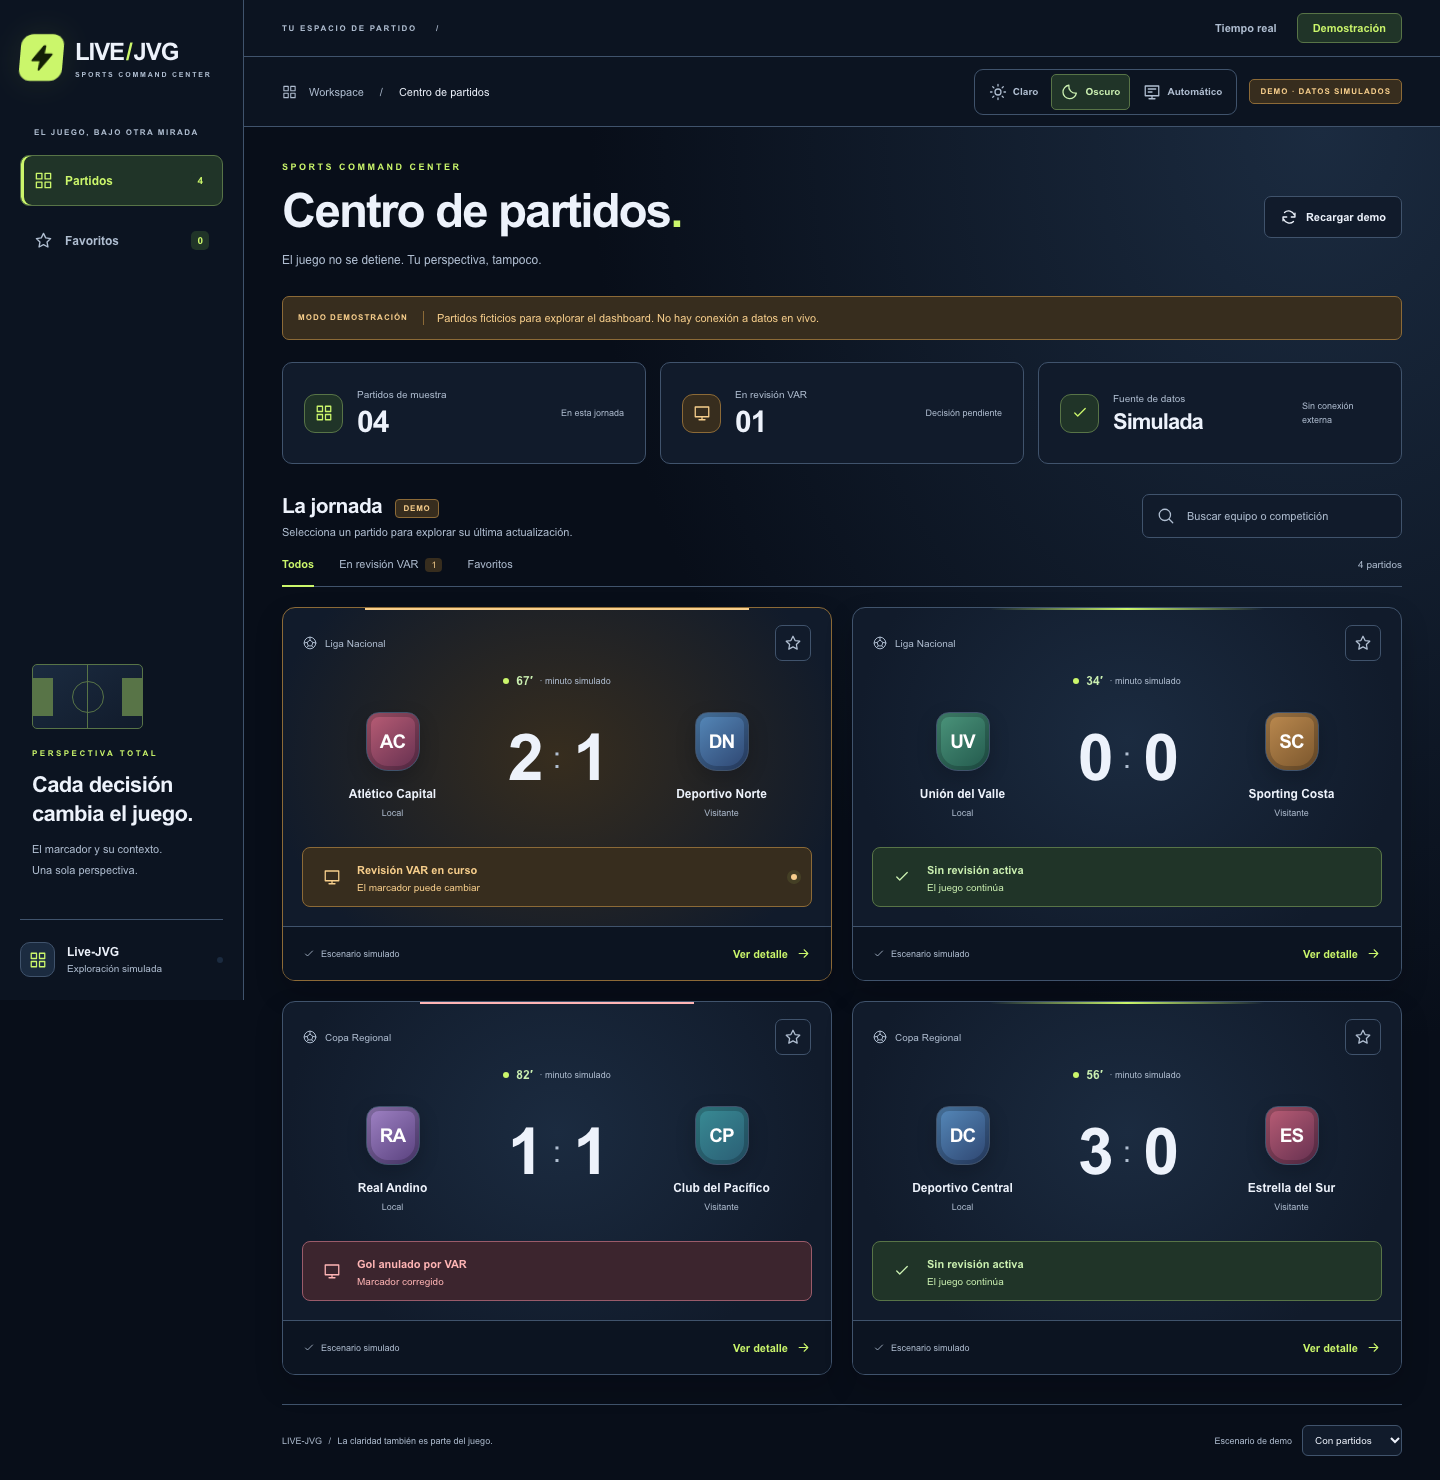 LIVE/JVG
SPORTS COMMAND CENTER
EL JUEGO, BAJO OTRA MIRADA
Partidos 4
Favoritos 0
PERSPECTIVA TOTAL
Cada decisión
cambia el juego.
El marcador y su contexto.
Una sola perspectiva.
Live-JVG
Exploración simulada
TU ESPACIO DE PARTIDO /
Tiempo real Demostración
Workspace / Centro de partidos
Claro Oscuro Automático DEMO · DATOS SIMULADOS
SPORTS COMMAND CENTER
Centro de partidos.
Recargar demo
El juego no se detiene. Tu perspectiva, tampoco.
MODO DEMOSTRACIÓN Partidos ficticios para explorar el dashboard. No hay conexión a datos en vivo.
Partidos de muestra
04
En esta jornada
En revisión VAR
01
Decisión pendiente
Fuente de datos
Simulada
Sin conexión
externa
La jornada DEMO
Selecciona un partido para explorar su última actualización.
Buscar equipo o competición
Todos En revisión VAR 1 Favoritos 4 partidos
Liga Nacional
67′ · minuto simulado
AC 2 : 1 DN
Atlético Capital Deportivo Norte
Local Visitante
Revisión VAR en curso
El marcador puede cambiar
Escenario simulado Ver detalle
Liga Nacional
34′ · minuto simulado
UV 0 : 0 SC
Unión del Valle Sporting Costa
Local Visitante
Sin revisión activa
El juego continúa
Escenario simulado Ver detalle
Copa Regional
82′ · minuto simulado
RA 1 : 1 CP
Real Andino Club del Pacífico
Local Visitante
Gol anulado por VAR
Marcador corregido
Escenario simulado Ver detalle
Copa Regional
56′ · minuto simulado
DC 3 : 0 ES
Deportivo Central Estrella del Sur
Local Visitante
Sin revisión activa
El juego continúa
Escenario simulado Ver detalle
LIVE-JVG / La claridad también es parte del juego.
Escenario de demo Con partidos